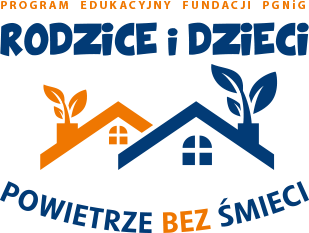 PROGRAM EDUKACYJNY FUNDACJI PGNiG
RODZiCE i DZiECi
POWIETRZE BEZ ŚMIECI